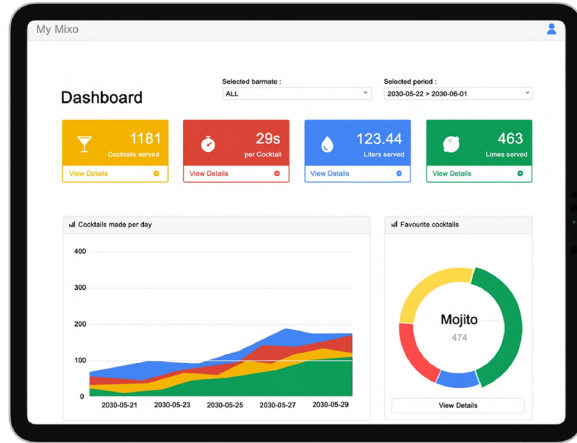 My Mixo
Dashboard
Selected barmate :
ALL
Selected period :
2030-05-22 > 2030-06-01
1181
Cocktails served
View Details
29s
per Cocktail
View Details
123.44
Liters served
View Details
463
Limes served
View Details
Cocktails made per day
400
300
200
100
0
2030-05-21 2030-05-23 2030-05-25 2030-05-27 2030-05-29
Favourite cocktails
Mojito
474
View Details